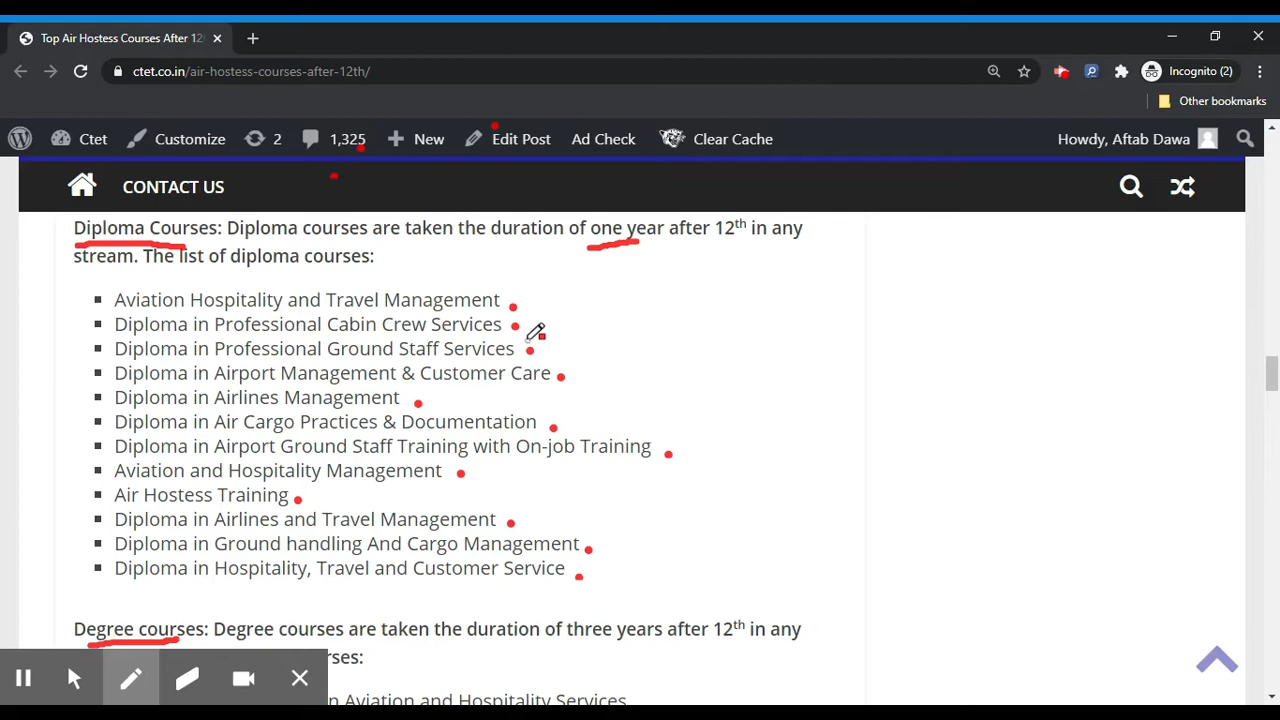 Top Air Hostess Courses After 12
ctet.co.in/air-hostess-courses-after-12th/
Incognito (2)
Other bookmarks
Ctet Customize 2 1,325 New Edit Post Ad Check Clear Cache Howdy, Aftab Dawa
CONTACT US
Diploma Courses: Diploma courses are taken the duration of one year after 12th in any
stream. The list of diploma courses:
Aviation Hospitality and Travel Management
Diploma in Professional Cabin Crew Services
Diploma in Professional Ground Staff Services
Diploma in Airport Management & Customer Care
Diploma in Airlines Management
Diploma in Air Cargo Practices & Documentation
Diploma in Airport Ground Staff Training with On-job Training
Aviation and Hospitality Management
Air Hostess Training
Diploma in Airlines and Travel Management
Diploma in Ground handling And Cargo Management
Diploma in Hospitality, Travel and Customer Service
Degree courses: Degree courses are taken the duration of three years after 12th in any
rses:
n Aviation and Hospitality Services